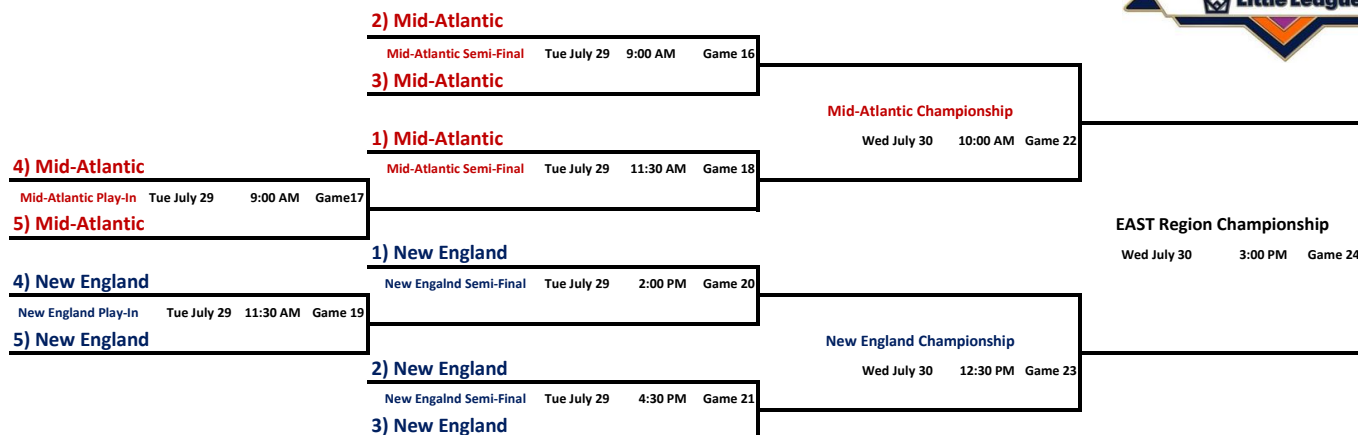 Little League
2) Mid-Atlantic
Mid-Atlantic Semi-Final Tue July 29 9:00 AM Game 16
3) Mid-Atlantic
Mid-Atlantic Championship
Wed July 30 10:00 AM Game 22
1) Mid-Atlantic
Mid-Atlantic Semi-Final Tue July 29 11:30 AM Game 18
4) Mid-Atlantic
Mid-Atlantic Play-In Tue July 29 9:00 AM Game17
5) Mid-Atlantic
EAST Region Championship
Wed July 30 3:00 PM Game 24
1) New England
New Engalnd Semi-Final Tue July 29 2:00 PM Game 20
4) New England
New England Play-In Tue July 29 11:30 AM Game 19
5) New England
New England Championship
Wed July 30 12:30 PM Game 23
2) New England
New Engalnd Semi-Final Tue July 29 4:30 PM Game 21
3) New England